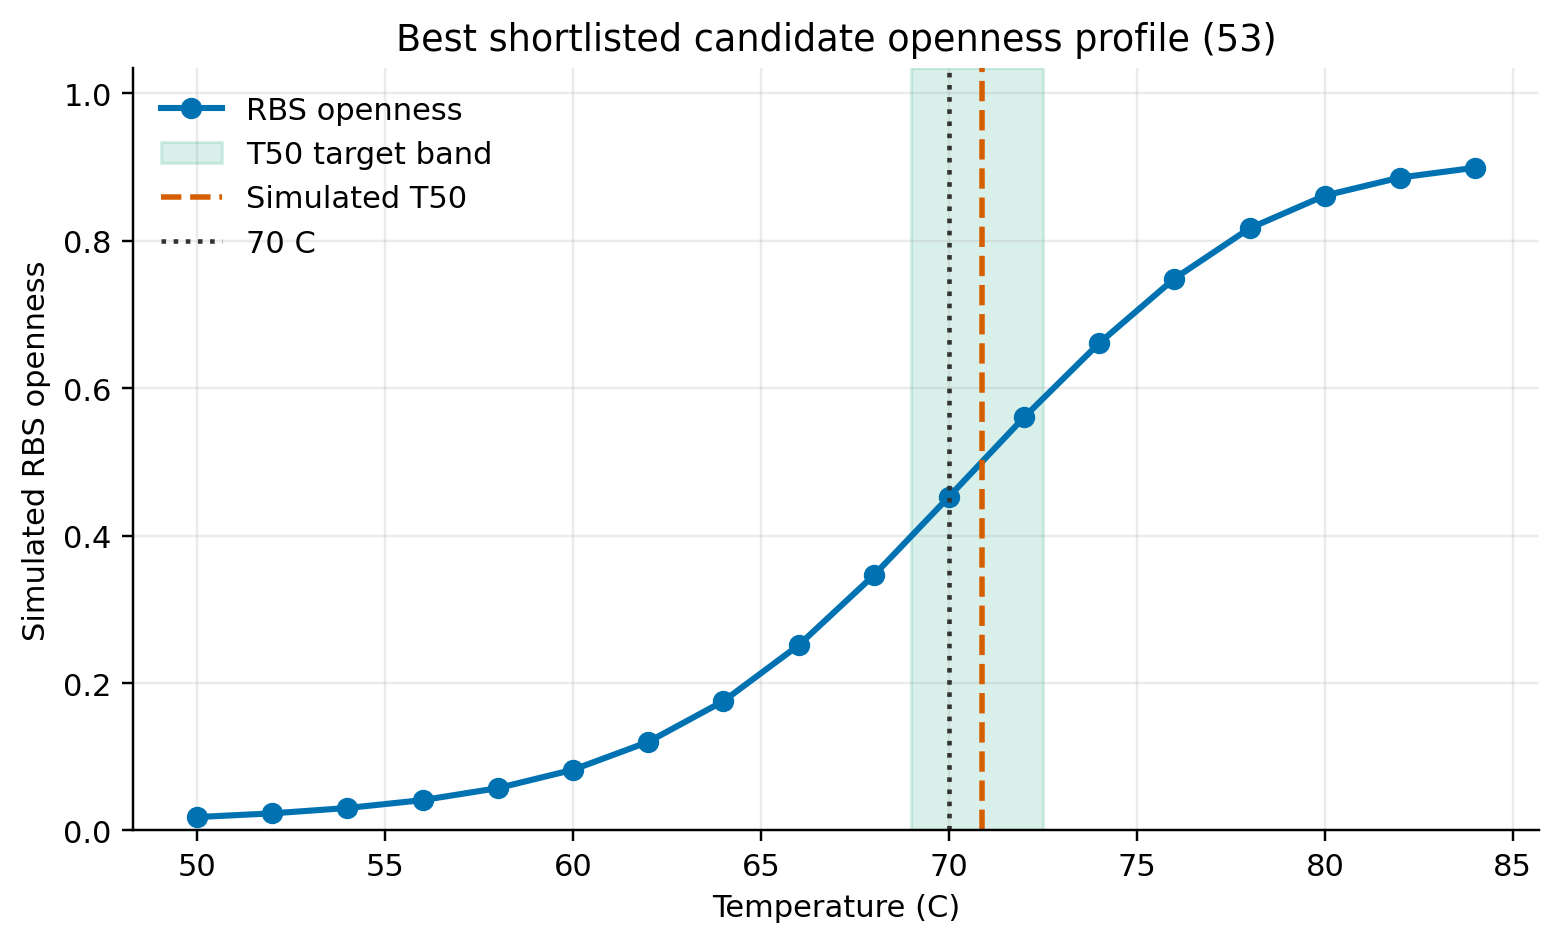 Best shortlisted candidate openness profile (53)
RBS openness
T50 target band
Simulated T50
70 C
Simulated RBS openness
1.0
0.8
0.6
0.4
0.2
0.0
50 55 60 65 70 75 80 85
Temperature (C)